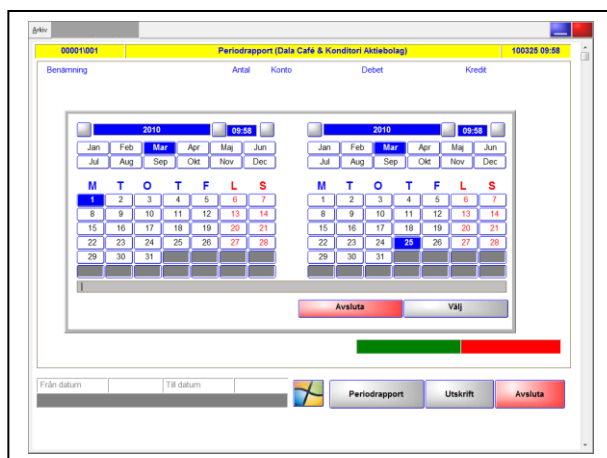 Arkiv
00001\001 Periodrapport (Dala Café & Konditori Aktiebolag) 100325 09:58
Benämning Antal Konto Debet Kredit
2010 09:58 2010 09:58
Jan Feb Mar Apr Maj Jun Jan Feb Mar Apr Maj Jun
Jul Aug Sep Okt Nov Dec Jul Aug Sep Okt Nov Dec
M T O T F L S M T O T F L S
1 2 3 4 5 6 7 1 2 3 4 5 6 7
8 9 10 11 12 13 14 8 9 10 11 12 13 14
15 16 17 18 19 20 21 15 16 17 18 19 20 21
22 23 24 25 26 27 28 22 23 24 25 26 27 28
29 30 31 29 30 31
Avsluta Välj
Från datum Till datum
Periodrapport Utskrift Avsluta